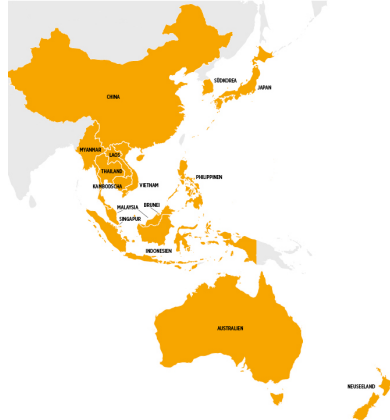 SÜDKOREA
JAPAN
CHINA
MYANMAR
LAOS
THAILAND
KAMBODSCHA
VIETNAM
PHILIPPINEN
MALAYSIA
BRUNEI
SINGAPUR
INDONESIEN
AUSTRALIEN
NEUSEELAND